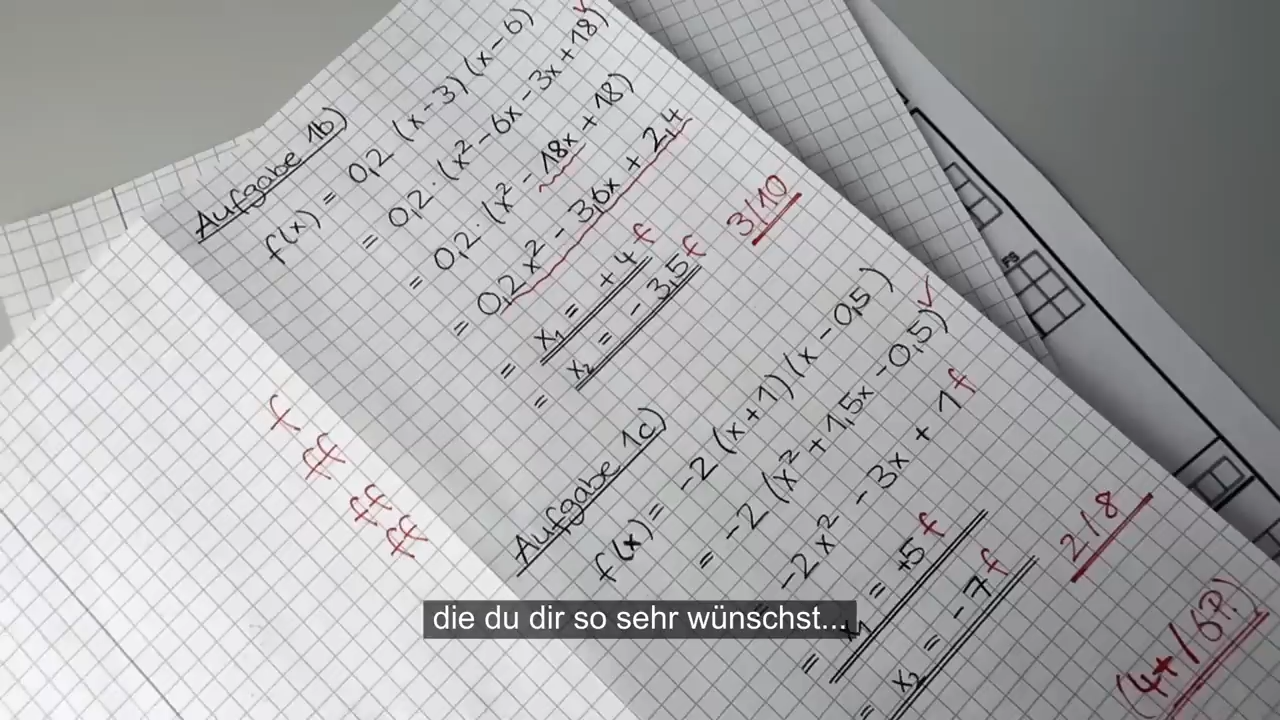 Aufgabe 1b)
f(x) = 0,2 (x-3) (x-6)
= 0,2· (x² - 6x - 3x + 18) ✓
= 0,2· (x² - 18x + 18)
= 0,2x² - 3,6x + 2,4
= x₁ = +4 f
= x₂ = - 3,5 f
3/10
Aufgabe 1c)
f(x) = -2 (x+1) (x-0,5)
= -2 (x² + 1,5x - 0,5) ✓
= -2x² - 3x + 1 f
= x₁ = +5 f
= x₂ = - 7 f
2/8
(4+/6P.)
FS
die du dir so sehr wünschst...